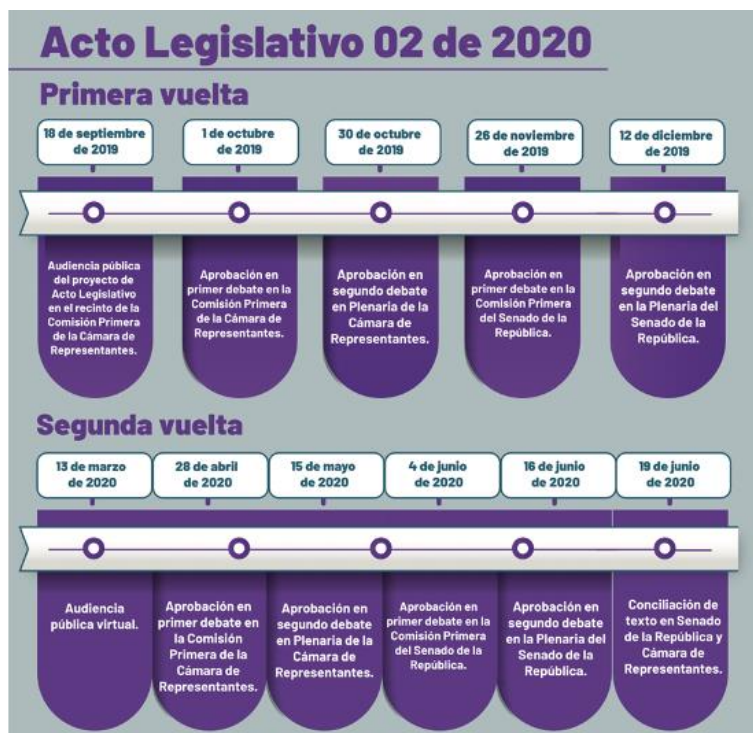 Acto Legislativo 02 de 2020
Primera vuelta
18 de septiembre
de 2019
1 de octubre
de 2019
30 de octubre
de 2019
26 de noviembre
de 2019
12 de diciembre
de 2019
Audiencia pública
del proyecto de
Acto Legislativo
en el recinto de la
Comisión Primera
de la Cámara de
Representantes.
Aprobación en
primer debate en la
Comisión Primera
de la Cámara de
Representantes.
Aprobación en
segundo debate
en Plenaria de la
Cámara de
Representantes.
Aprobación en
primer debate en la
Comisión Primera
del Senado de la
República.
Aprobación en
segundo debate
en la Plenaria del
Senado de la
República.
Segunda vuelta
13 de marzo
de 2020
28 de abril
de 2020
15 de mayo
de 2020
4 de junio
de 2020
16 de junio
de 2020
19 de junio
de 2020
Audiencia
pública virtual.
Aprobación en
primer debate en
la Comisión
Primera de la
Cámara de
Representantes.
Aprobación en
segundo debate
en Plenaria de la
Cámara de
Representantes.
Aprobación en
primer debate en la
Comisión Primera
del Senado de la
República.
Aprobación en
segundo debate
en la Plenaria del
Senado de la
República.
Conciliación de
texto en Senado
de la República y
Cámara de
Representantes.